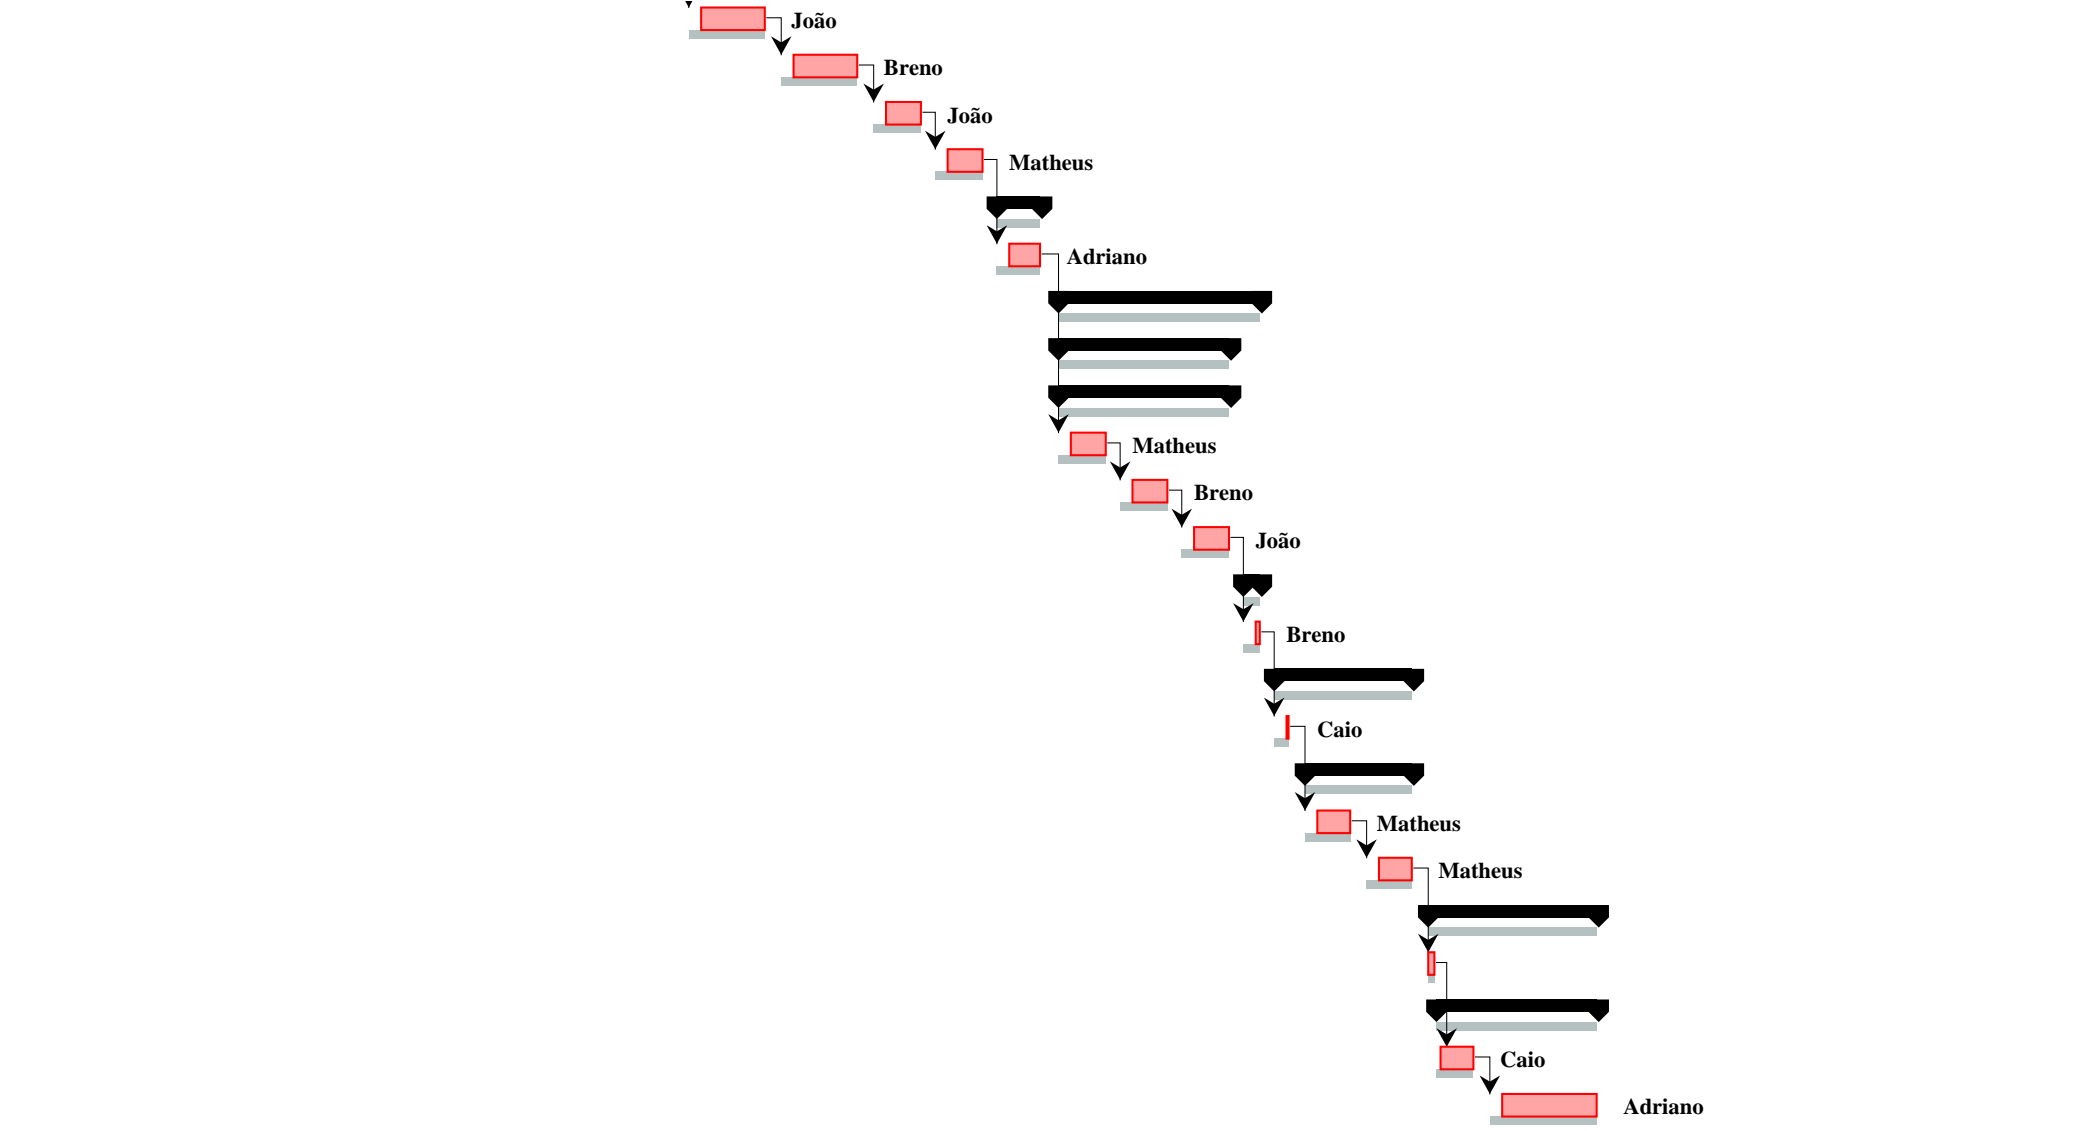 João
Breno
João
Matheus
Adriano
Matheus
Breno
João
Breno
Caio
Matheus
Matheus
Caio
Adriano